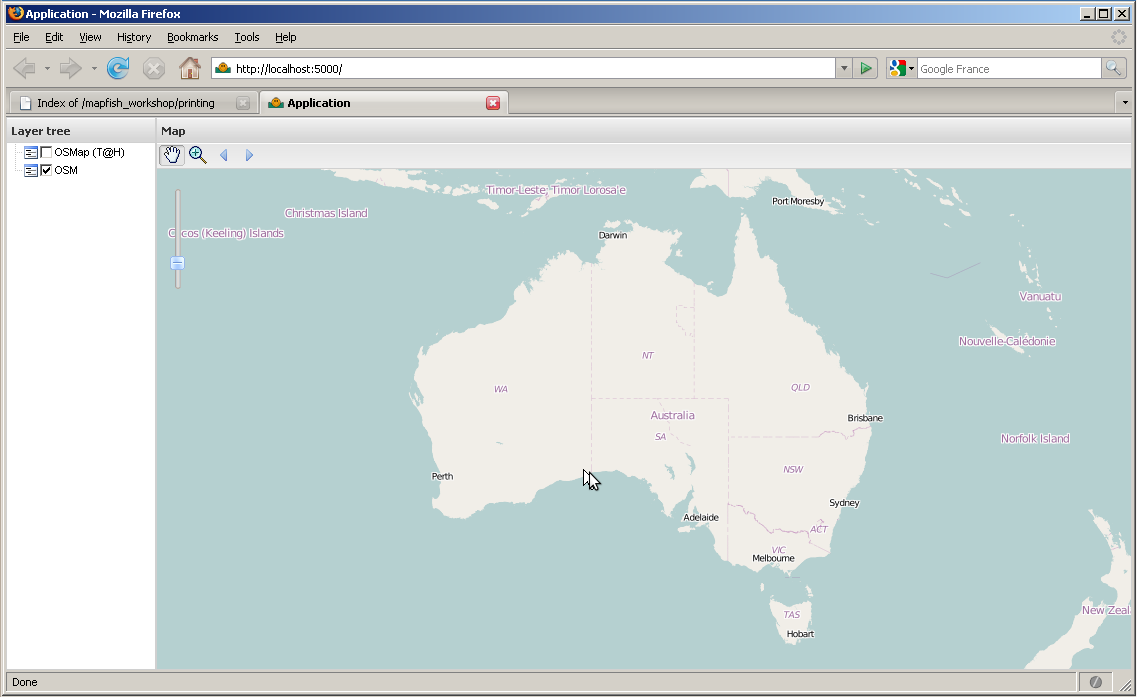 Application - Mozilla Firefox
File Edit View History Bookmarks Tools Help
http://localhost:5000/ Google France
Index of /mapfish_workshop/printing Application
Layer tree
OSMap (T@H)
OSM
Map
Timor-Leste; Timor Lorosa'e
Port Moresby
Christmas Island
Cocos (Keeling) Islands
Darwin
Vanuatu
Nouvelle-Calédonie
NT
WA
QLD
Australia
Brisbane
SA
Norfolk Island
NSW
Perth
Sydney
Adelaide
ACT
VIC
Melbourne
TAS
New Zeal
Hobart
Done